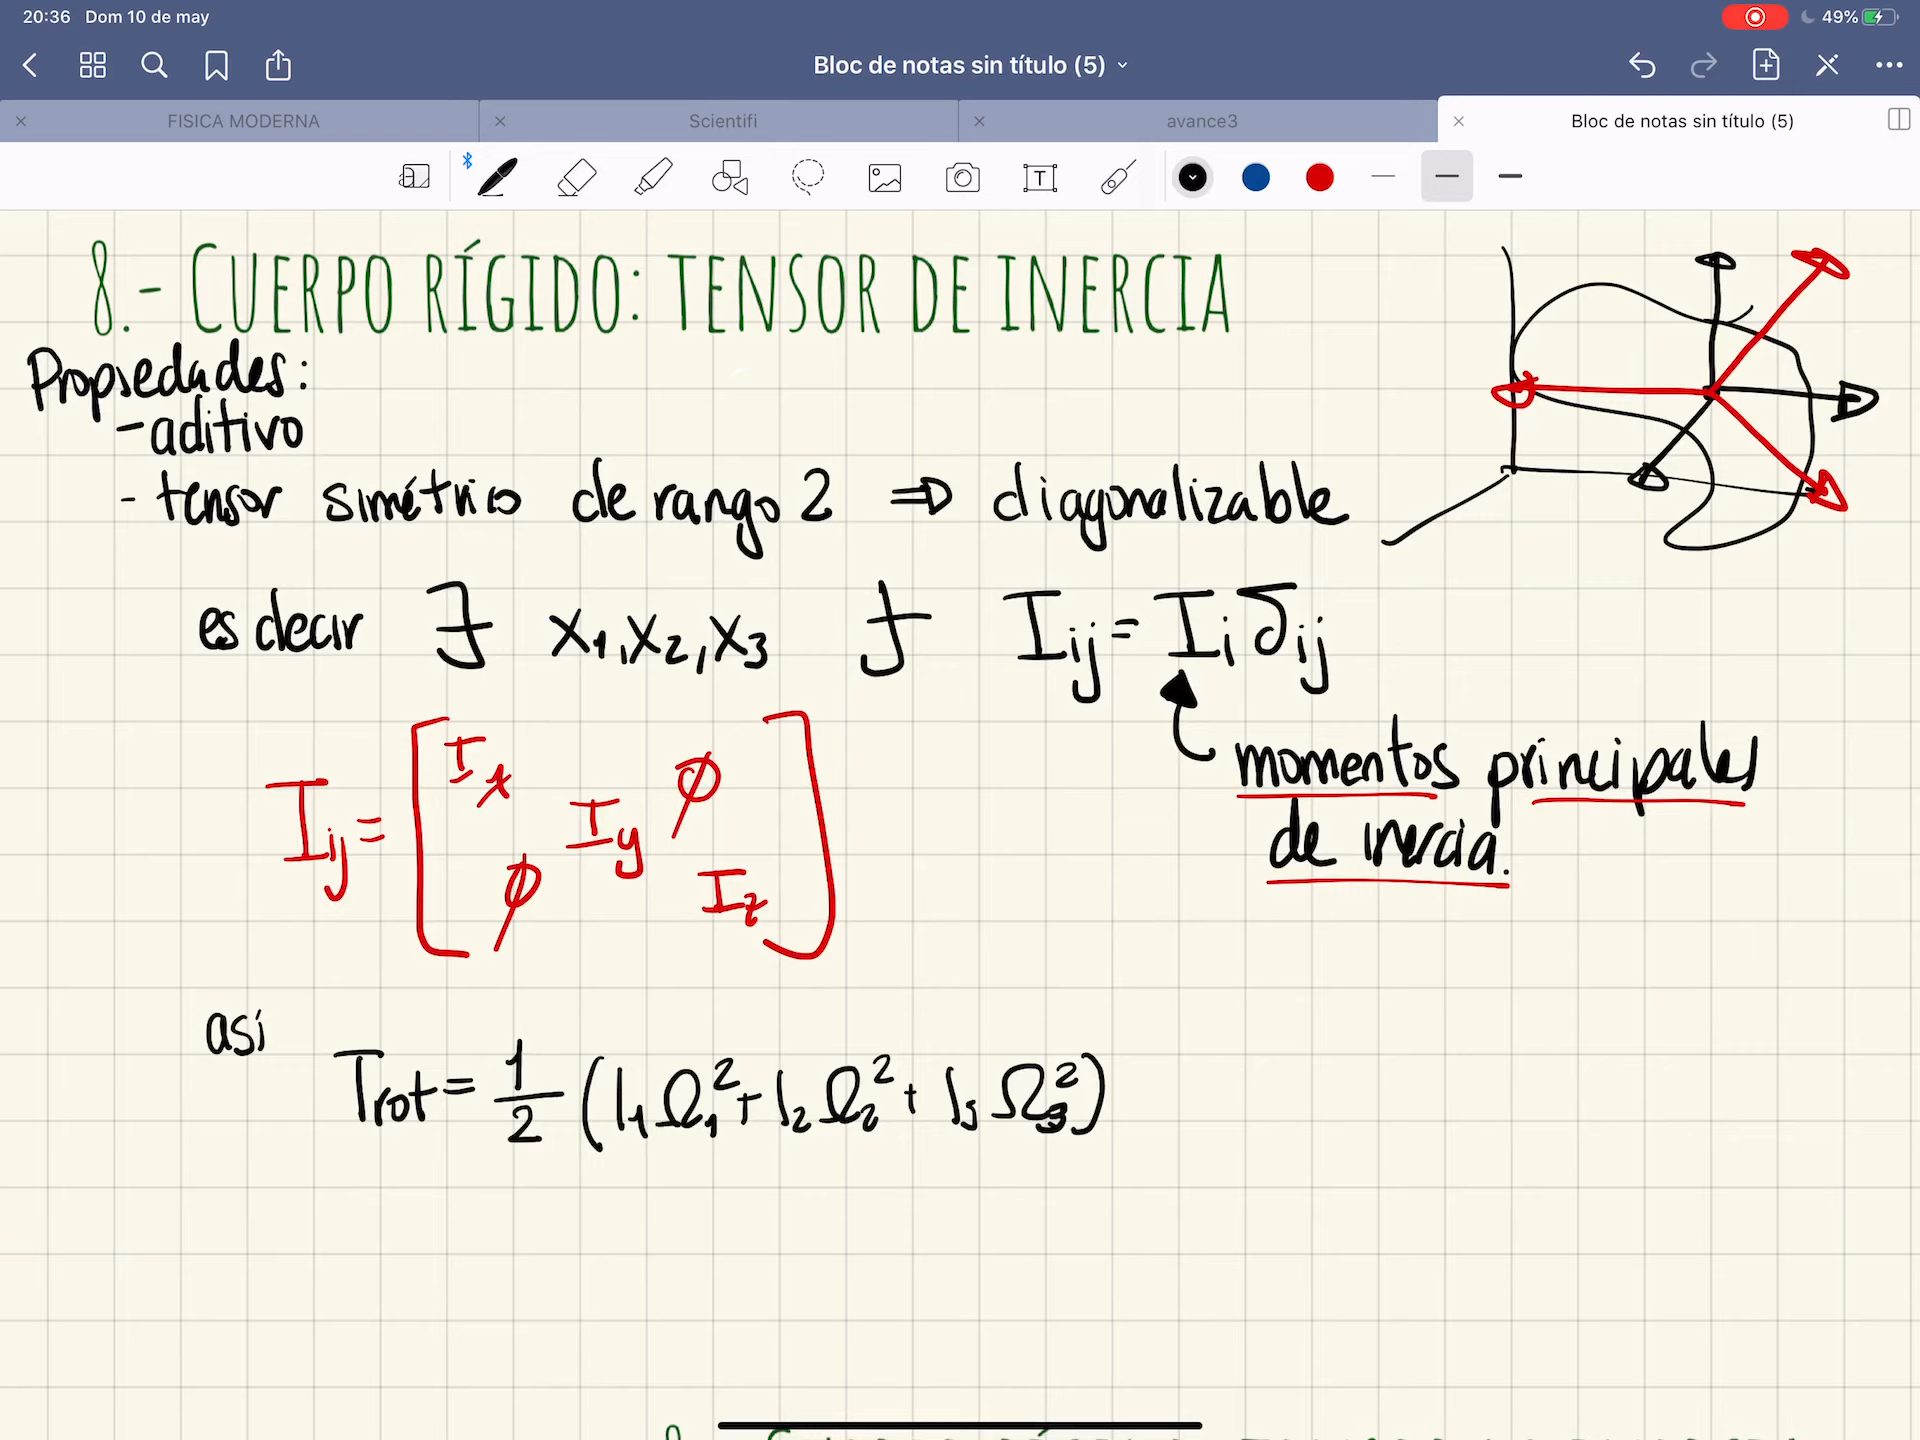 20:36 Dom 10 de may 49%
Bloc de notas sin título (5)
FISICA MODERNA Scientifi avance3 Bloc de notas sin título (5)
8.- CUERPO RÍGIDO: TENSOR DE INERCIA
Propiedades:
- aditivo
- tensor simétrico de rango 2 ⇒ diagonalizable
es decir ∃ x₁,x₂,x₃ Iij = Ii δij
momentos principales
de inercia.
Iij = [ Ix Iy Iz ∅ ∅ ]
asi
Trot = 1/2 (I₁Ω₁² + I₂Ω₂² + I₃Ω₃²)